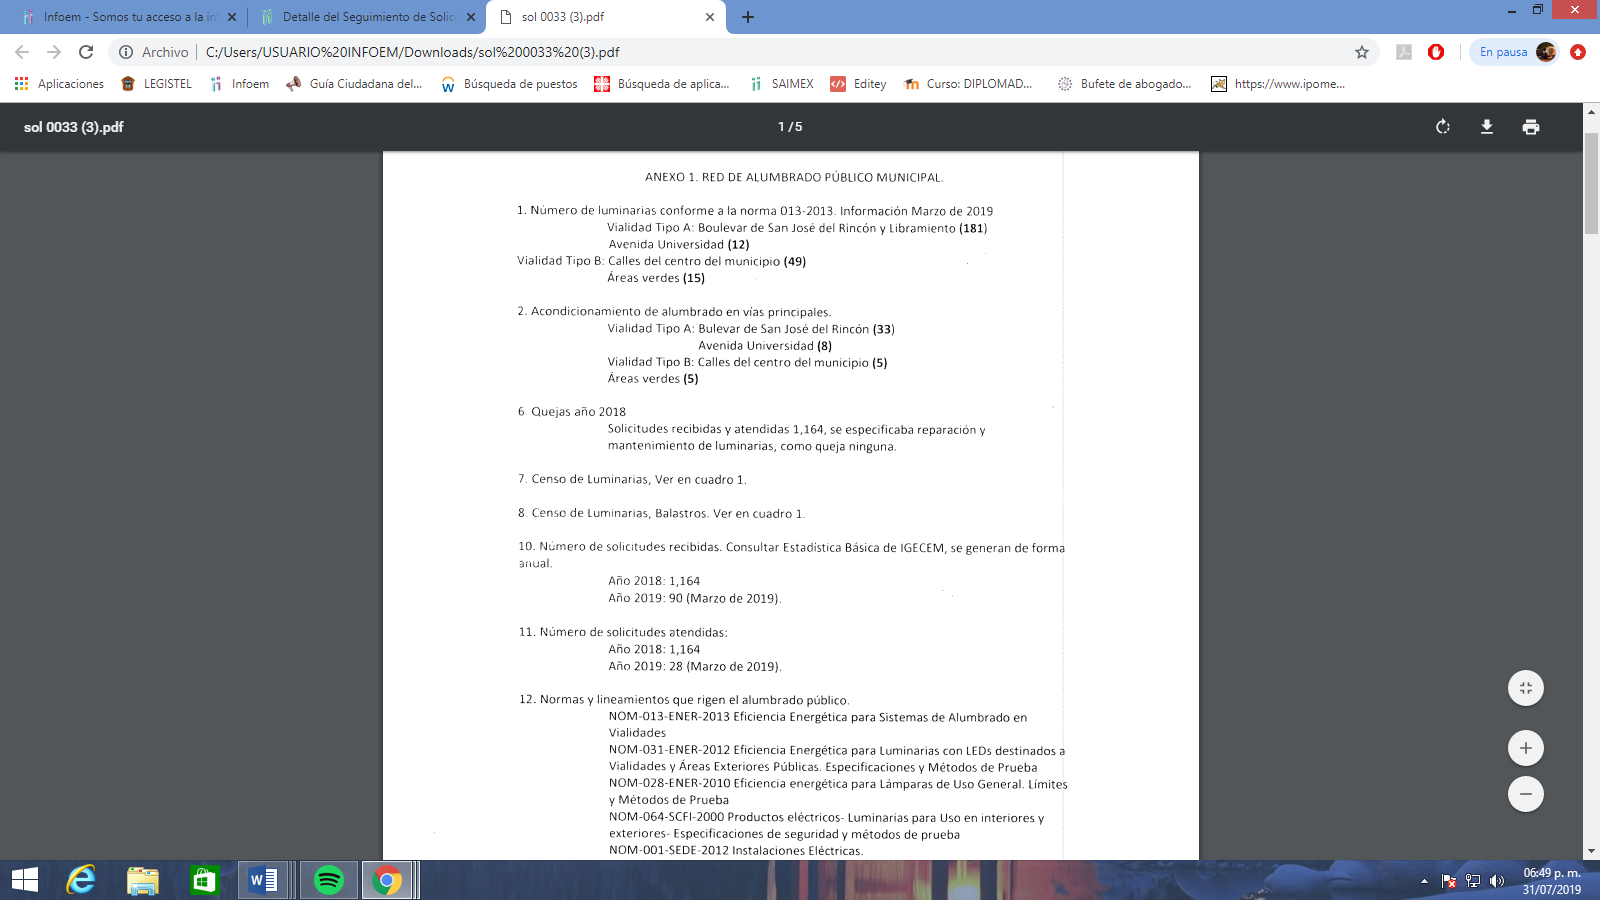 Infoem - Somos tu acceso a la in
Detalle del Seguimiento de Solic
sol 0033 (3).pdf
Archivo
C:/Users/USUARIO%20INFOEM/Downloads/sol%200033%20(3).pdf
En pausa
Aplicaciones
LEGISTEL
Infoem
Guía Ciudadana del...
Búsqueda de puestos
Búsqueda de aplica...
SAIMEX
Editey
Curso: DIPLOMAD...
Bufete de abogado...
https://www.ipome...
sol 0033 (3).pdf
1 / 5
ANEXO 1. RED DE ALUMBRADO PÚBLICO MUNICIPAL.
1. Número de luminarias conforme a la norma 013-2013. Información Marzo de 2019
Vialidad Tipo A: Boulevar de San José del Rincón y Libramiento (181)
Avenida Universidad (12)
Vialidad Tipo B: Calles del centro del municipio (49)
Áreas verdes (15)
2. Acondicionamiento de alumbrado en vías principales.
Vialidad Tipo A: Bulevar de San José del Rincón (33)
Avenida Universidad (8)
Vialidad Tipo B: Calles del centro del municipio (5)
Áreas verdes (5)
6. Quejas año 2018
Solicitudes recibidas y atendidas 1,164, se especificaba reparación y
mantenimiento de luminarias, como queja ninguna.
7. Censo de Luminarias, Ver en cuadro 1.
8. Censo de Luminarias, Balastros. Ver en cuadro 1.
10. Número de solicitudes recibidas. Consultar Estadística Básica de IGECEM, se generan de forma
anual.
Año 2018: 1,164
Año 2019: 90 (Marzo de 2019).
11. Número de solicitudes atendidas:
Año 2018: 1,164
Año 2019: 28 (Marzo de 2019).
12. Normas y lineamientos que rigen el alumbrado público.
NOM-013-ENER-2013 Eficiencia Energética para Sistemas de Alumbrado en
Vialidades
NOM-031-ENER-2012 Eficiencia Energética para Luminarias con LEDs destinados a
Vialidades y Áreas Exteriores Públicas. Especificaciones y Métodos de Prueba
NOM-028-ENER-2010 Eficiencia energética para Lámparas de Uso General. Límites
y Métodos de Prueba
NOM-064-SCFI-2000 Productos eléctricos- Luminarias para Uso en interiores y
exteriores- Especificaciones de seguridad y métodos de prueba
NOM-001-SEDE-2012 Instalaciones Eléctricas.
06:49 p. m.
31/07/2019